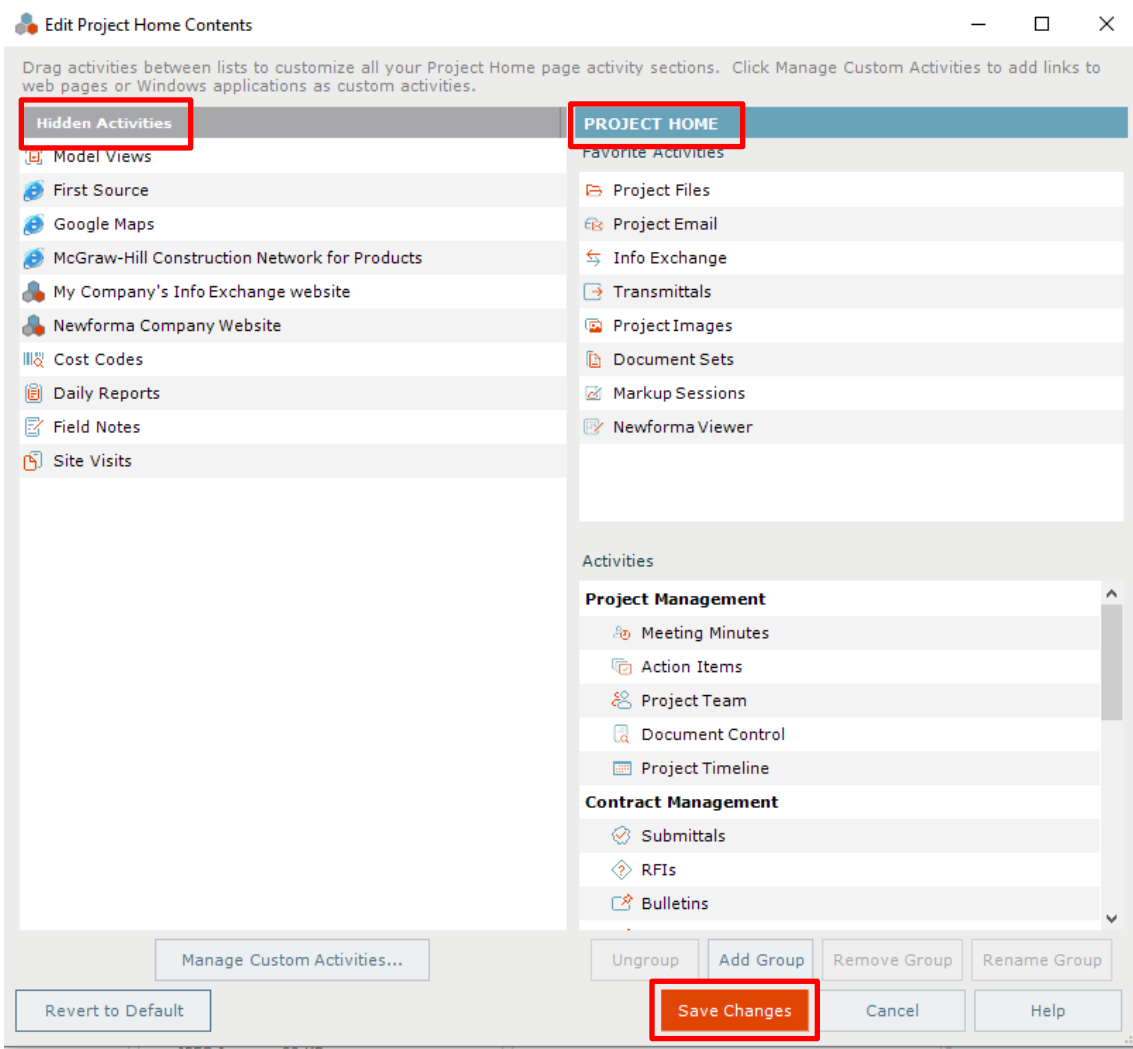 Edit Project Home Contents
Drag activities between lists to customize all your Project Home page activity sections. Click Manage Custom Activities to add links to
web pages or Windows applications as custom activities.
Hidden Activities
Model Views
First Source
Google Maps
McGraw-Hill Construction Network for Products
My Company's Info Exchange website
Newforma Company Website
Cost Codes
Daily Reports
Field Notes
Site Visits
PROJECT HOME
Favorite Activities
Project Files
Project Email
Info Exchange
Transmittals
Project Images
Document Sets
Markup Sessions
Newforma Viewer
Activities
Project Management
Meeting Minutes
Action Items
Project Team
Document Control
Project Timeline
Contract Management
Submittals
RFIs
Bulletins
Manage Custom Activities...
Ungroup
Add Group
Remove Group
Rename Group
Revert to Default
Save Changes
Cancel
Help